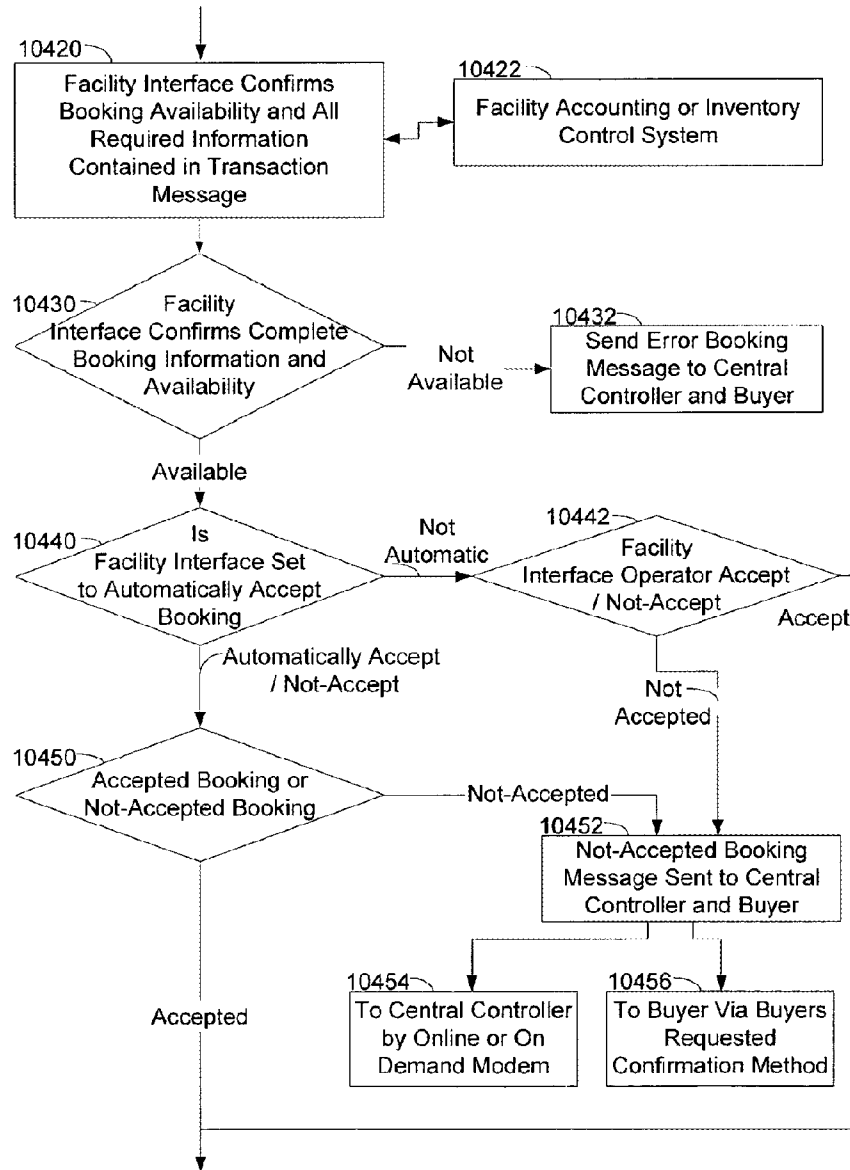 10420
Facility Interface Confirms
Booking Availability and All
Required Information
Contained in Transaction
Message
10422
Facility Accounting or Inventory
Control System
10430
Facility
Interface Confirms Complete
Booking Information and
Availability
Not
Available
10432
Send Error Booking
Message to Central
Controller and Buyer
Available
10440
Is
Facility Interface Set
to Automatically Accept
Booking
Not
Automatic
10442
Facility
Interface Operator Accept
/ Not-Accept
Accept
Automatically Accept
/ Not-Accept
Not
Accepted
10450
Accepted Booking or
Not-Accepted Booking
Not-Accepted
10452
Not-Accepted Booking
Message Sent to Central
Controller and Buyer
10454
To Central Controller
by Online or On
Demand Modem
10456
To Buyer Via Buyers
Requested
Confirmation Method
Accepted